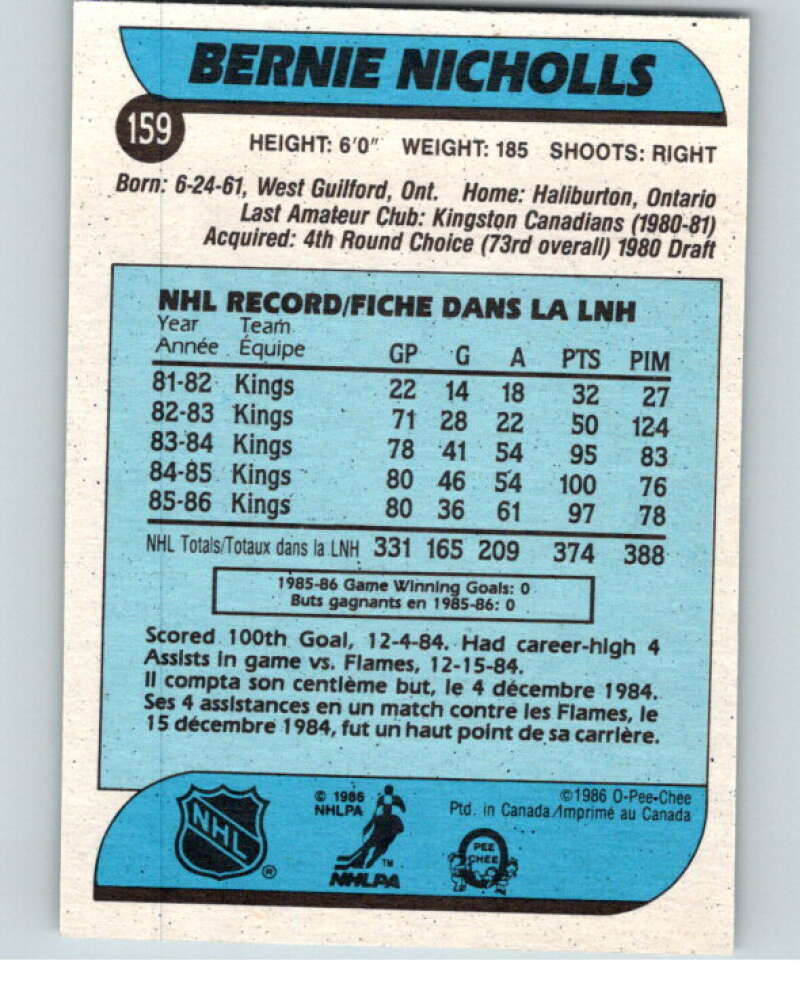 BERNIE NICHOLLS
159
HEIGHT: 6'0" WEIGHT: 185 SHOOTS: RIGHT
Born: 6-24-61, West Guilford, Ont. Home: Haliburton, Ontario
Last Amateur Club: Kingston Canadians (1980-81)
Acquired: 4th Round Choice (73rd overall) 1980 Draft
NHL RECORD/FICHE DANS LA LNH
Year Team
Année Équipe GP G A PTS PIM
81-82 Kings 22 14 18 32 27
82-83 Kings 71 28 22 50 124
83-84 Kings 78 41 54 95 83
84-85 Kings 80 46 54 100 76
85-86 Kings 80 36 61 97 78
NHL Totals/Totaux dans la LNH 331 165 209 374 388
1985-86 Game Winning Goals: 0
Buts gagnants en 1985-86: 0
Scored 100th Goal, 12-4-84. Had career-high 4
Assists in game vs. Flames, 12-15-84.
Il compta son centième but, le 4 décembre 1984.
Ses 4 assistances en un match contre les Flames, le
15 décembre 1984, fut un haut point de sa carrière.
NHL ®
© 1986
NHLPA
TM
NHLPA
©1986 O-Pee-Chee
Ptd. in Canada/Imprimé au Canada
PEE
CHEE